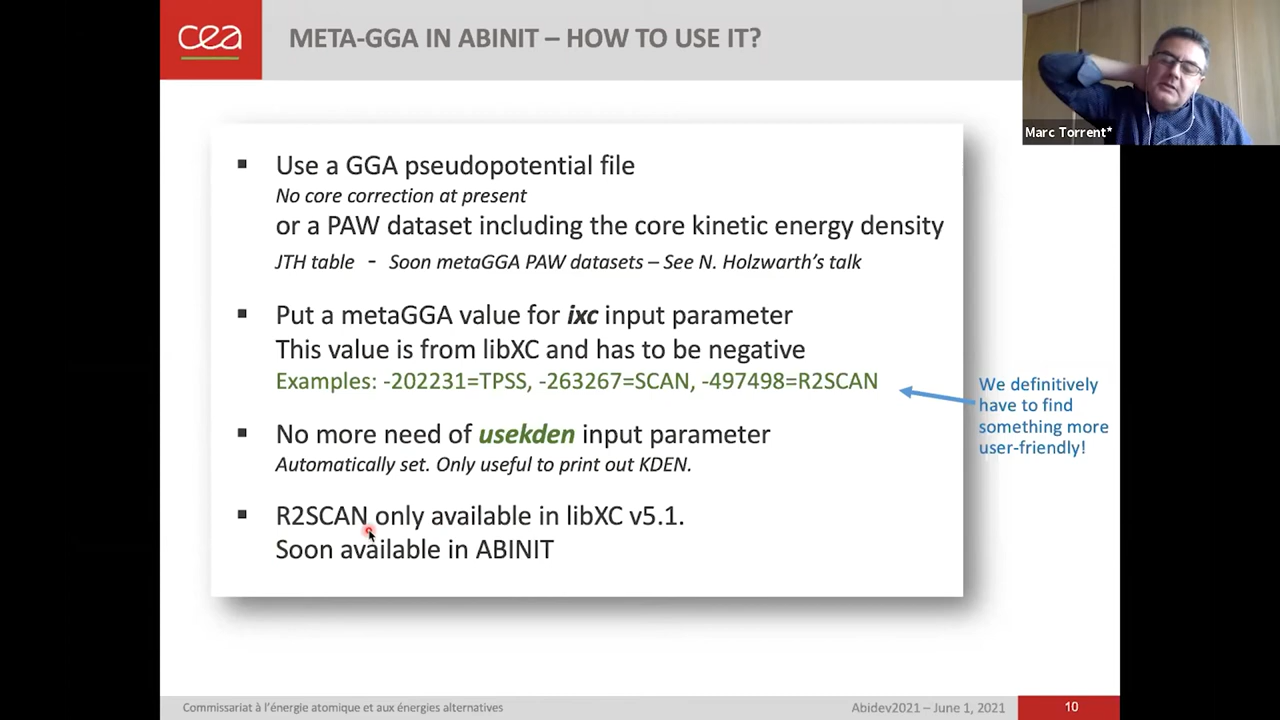 cea
META-GGA IN ABINIT – HOW TO USE IT?
Marc Torrent*
Use a GGA pseudopotential file
No core correction at present
or a PAW dataset including the core kinetic energy density
JTH table - Soon metaGGA PAW datasets – See N. Holzwarth's talk
Put a metaGGA value for ixc input parameter
This value is from libXC and has to be negative
Examples: -202231=TPSS, -263267=SCAN, -497498=R2SCAN
We definitively
have to find
something more
user-friendly!
No more need of usekden input parameter
Automatically set. Only useful to print out KDEN.
R2SCAN only available in libXC v5.1.
Soon available in ABINIT
Commissariat à l'énergie atomique et aux énergies alternatives
Abidev2021 – June 1, 2021
10